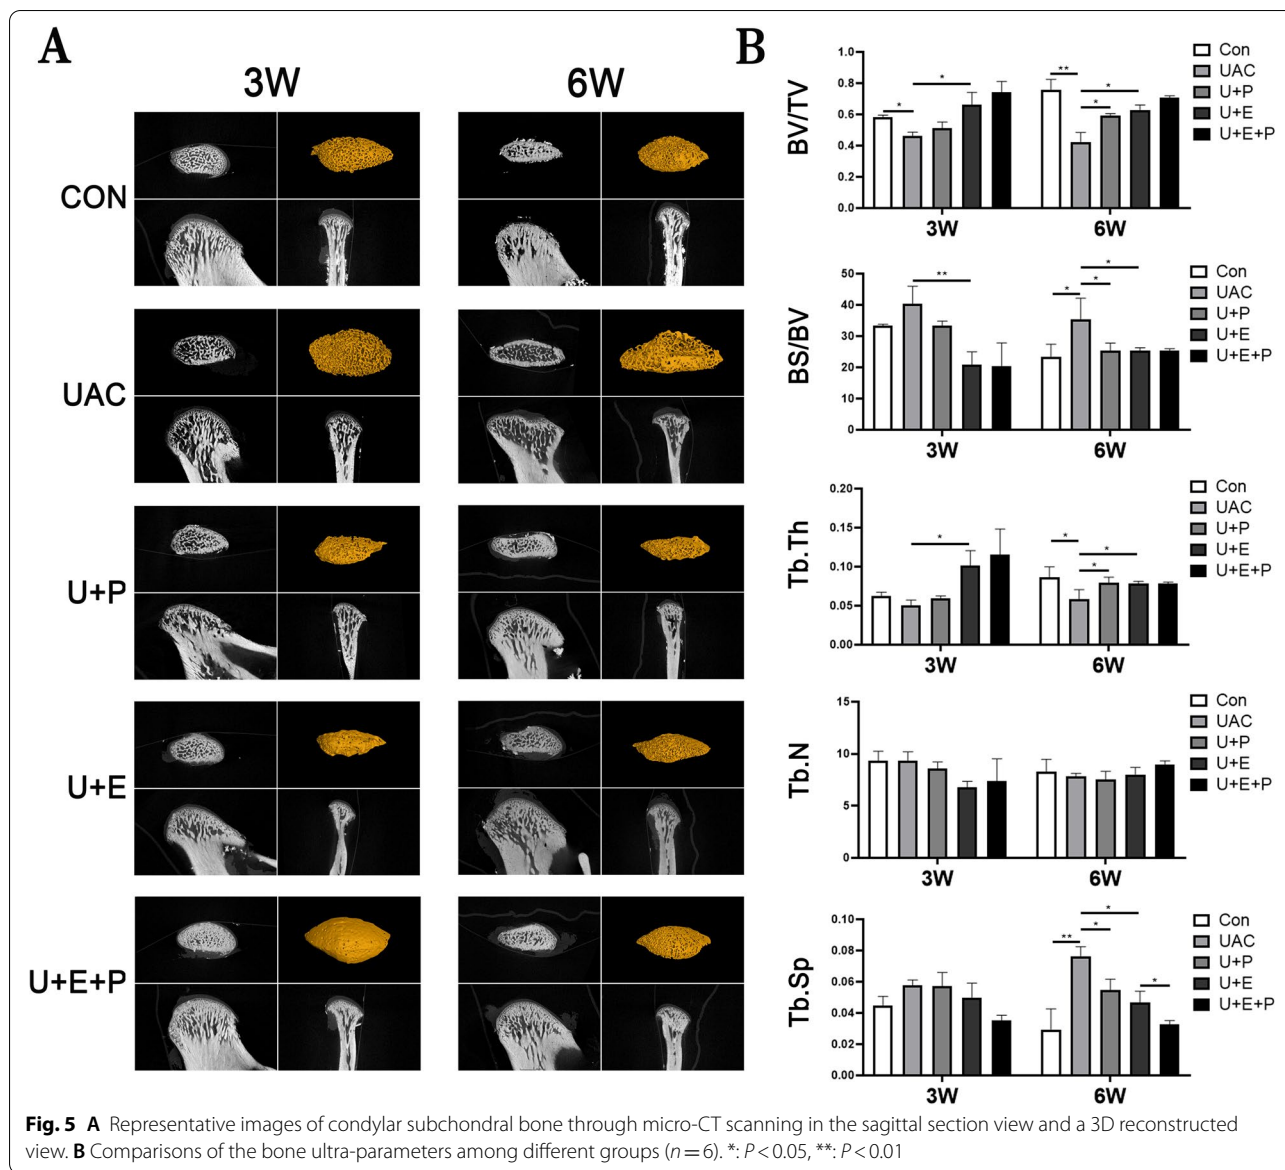 A
3W
6W
CON
UAC
U+P
U+E
U+E+P
B
BV/TV
1.0
0.8
0.6
0.4
0.2
0.0
*
*
**
*
*
3W
6W
Con
UAC
U+P
U+E
U+E+P
BS/BV
50
40
30
20
10
0
**
*
*
*
3W
6W
Con
UAC
U+P
U+E
U+E+P
Tb.Th
0.20
0.15
0.10
0.05
0.00
*
*
*
*
3W
6W
Con
UAC
U+P
U+E
U+E+P
Tb.N
15
10
5
0
3W
6W
Con
UAC
U+P
U+E
U+E+P
Tb.Sp
0.10
0.08
0.06
0.04
0.02
0.00
**
*
*
*
3W
6W
Con
UAC
U+P
U+E
U+E+P
Fig. 5 A Representative images of condylar subchondral bone through micro-CT scanning in the sagittal section view and a 3D reconstructed
view. B Comparisons of the bone ultra-parameters among different groups (n = 6). *: P < 0.05, **: P < 0.01